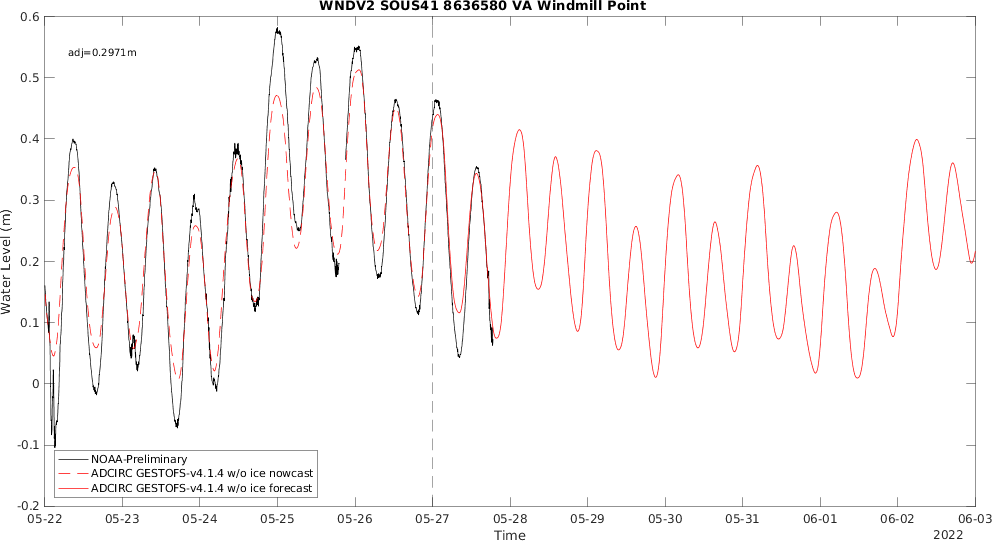 WNDV2 SOUS41 8636580 VA Windmill Point
0.6
adj=0.2971m
0.5
0.4
0.3
0.2
0.1
0
-0.1
-0.2
Water Level (m)
NOAA-Preliminary
ADCIRC GESTOFS-v4.1.4 w/o ice nowcast
ADCIRC GESTOFS-v4.1.4 w/o ice forecast
05-22 05-23 05-24 05-25 05-26 05-27 05-28 05-29 05-30 05-31 06-01 06-02 06-03
Time
2022